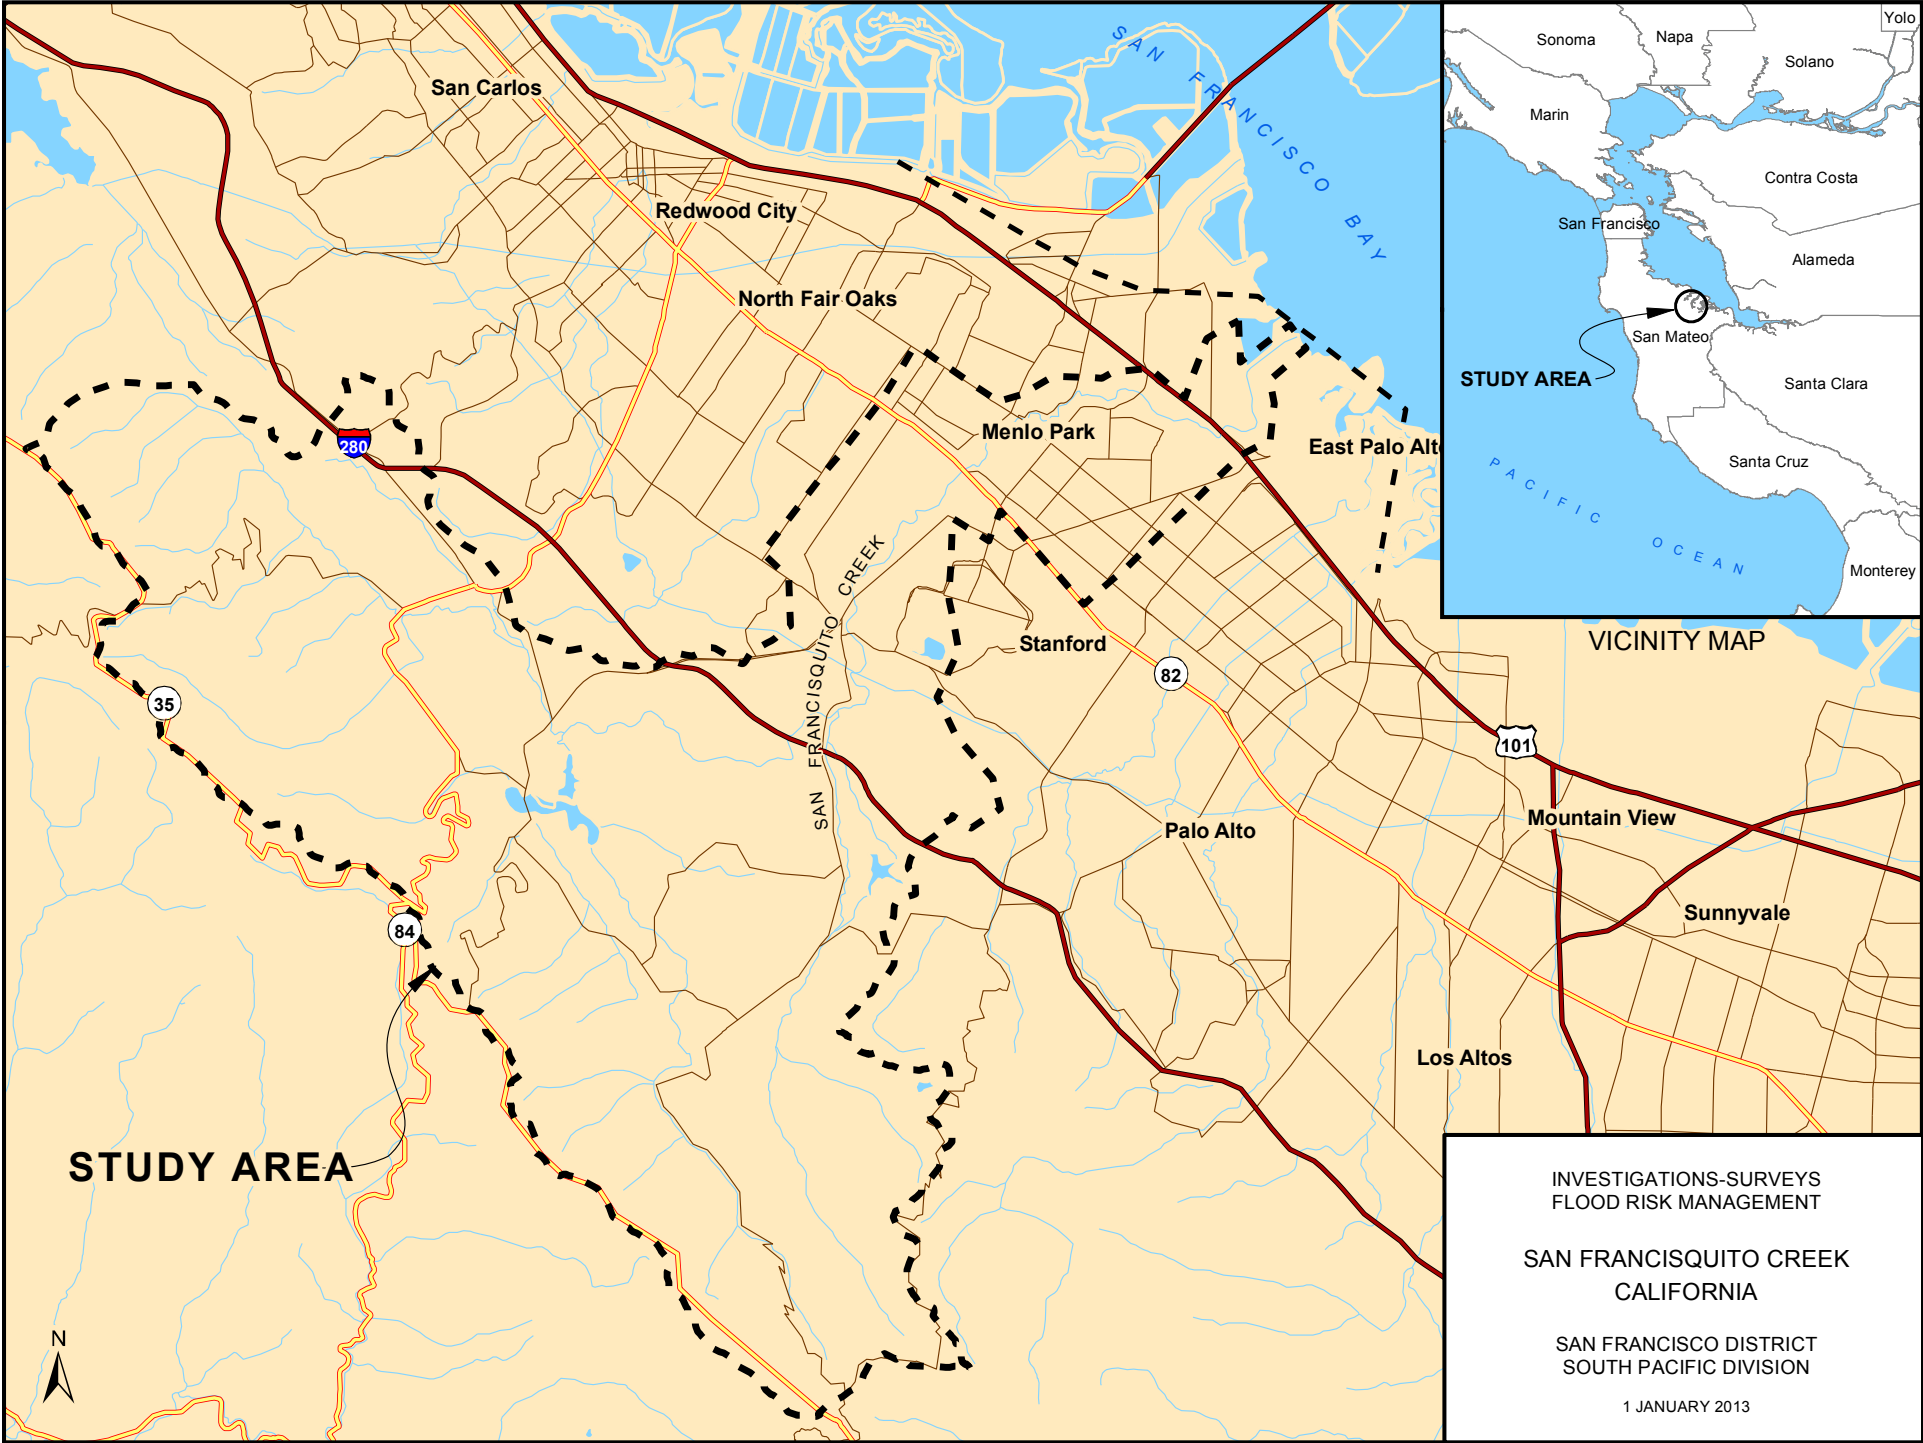 SAN FRANCISCO BAY
San Carlos
Redwood City
North Fair Oaks
280
Menlo Park
East Palo Alt
SAN FRANCISQUITO CREEK
Stanford
82
35
101
Mountain View
Palo Alto
Sunnyvale
84
Los Altos
STUDY AREA
N
Yolo
Sonoma
Napa
Solano
Marin
Contra Costa
San Francisco
Alameda
San Mateo
STUDY AREA
Santa Clara
Santa Cruz
PACIFIC
OCEAN
Monterey
VICINITY MAP
INVESTIGATIONS-SURVEYS
FLOOD RISK MANAGEMENT
SAN FRANCISQUITO CREEK
CALIFORNIA
SAN FRANCISCO DISTRICT
SOUTH PACIFIC DIVISION
1 JANUARY 2013